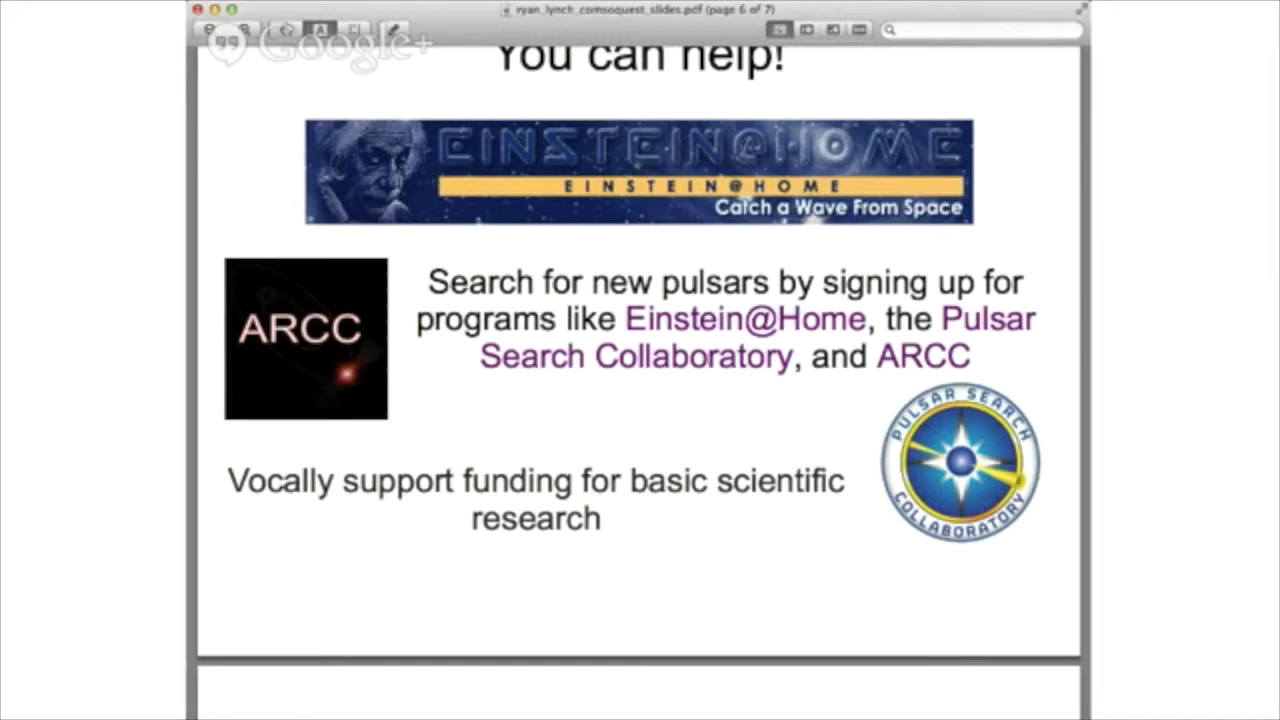 ryan_lynch_comsoquest_slides.pdf (page 6 of 7)
Google+
You can help!
EINSTEIN@HOME
EINSTEIN@HOME
Catch a Wave From Space
ARCC
Search for new pulsars by signing up for
programs like Einstein@Home, the Pulsar
Search Collaboratory, and ARCC
PULSAR SEARCH
COLLABORATORY
Vocally support funding for basic scientific
research